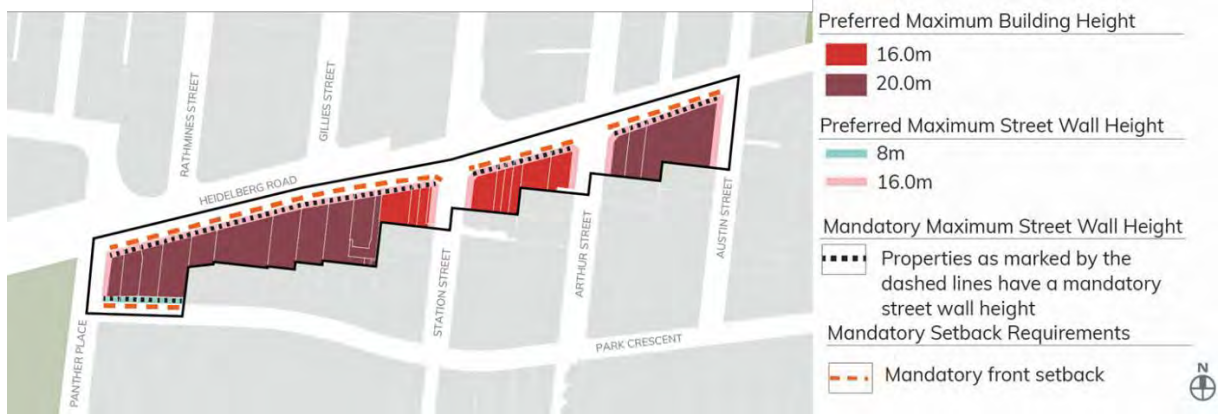 RATHMINES STREET
GILLIES STREET
HEIDELBERG ROAD
PANTHER PLACE
STATION STREET
ARTHUR STREET
AUSTIN STREET
PARK CRESCENT
Preferred Maximum Building Height
16.0m
20.0m
Preferred Maximum Street Wall Height
8m
16.0m
Mandatory Maximum Street Wall Height
Properties as marked by the
dashed lines have a mandatory
street wall height
Mandatory Setback Requirements
Mandatory front setback
N